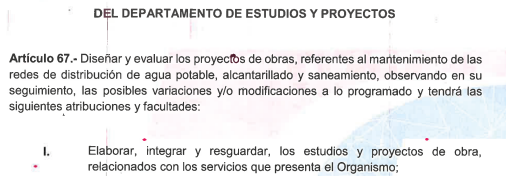 DEL DEPARTAMENTO DE ESTUDIOS Y PROYECTOS
Artículo 67.- Diseñar y evaluar los proyectos de obras, referentes al mantenimiento de las
redes de distribución de agua potable, alcantarillado y saneamiento, observando en su
seguimiento, las posibles variaciones y/o modificaciones a lo programado y tendrá las
siguientes atribuciones y facultades:
I. Elaborar, integrar y resguardar, los estudios y proyectos de obra,
relacionados con los servicios que presenta el Organismo;